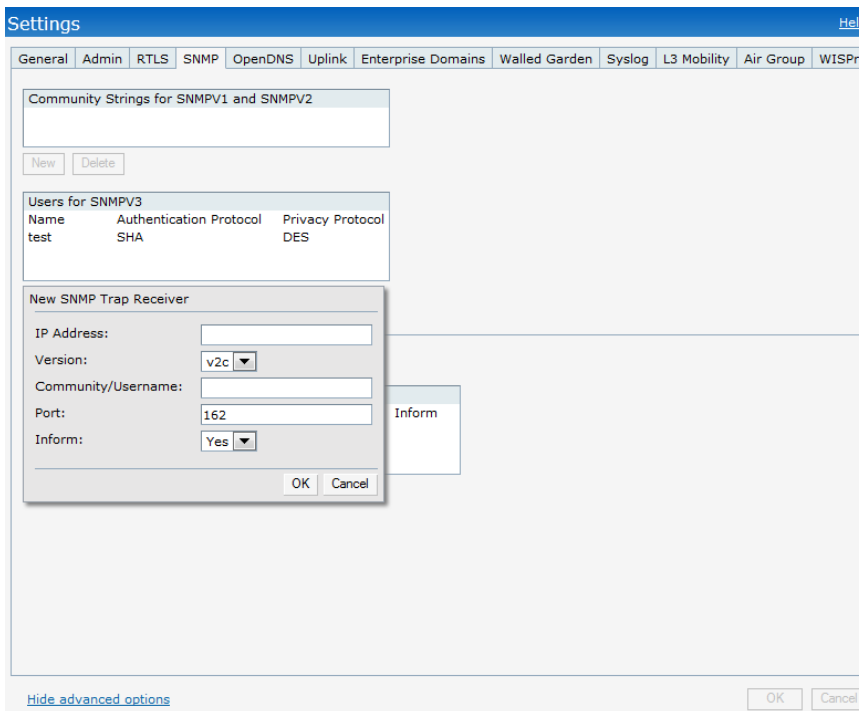 Settings
Hel
General Admin RTLS SNMP OpenDNS Uplink Enterprise Domains Walled Garden Syslog L3 Mobility Air Group WISPr
Community Strings for SNMPV1 and SNMPV2
New Delete
Users for SNMPV3
Name Authentication Protocol Privacy Protocol
test SHA DES
New SNMP Trap Receiver
IP Address:
Version: v2c
Community/Username:
Port: 162
Inform: Yes
OK Cancel
Inform
Hide advanced options
OK Cancel